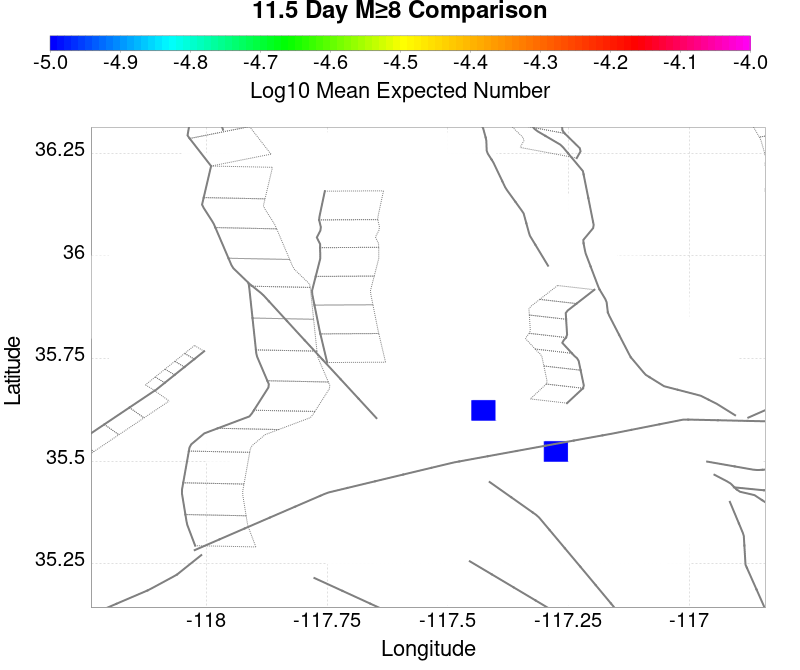 11.5 Day M≥8 Comparison
-5.0 -4.9 -4.8 -4.7 -4.6 -4.5 -4.4 -4.3 -4.2 -4.1 -4.0
Log10 Mean Expected Number
36.25
36
35.75
35.5
35.25
Latitude
-118 -117.75 -117.5 -117.25 -117
Longitude